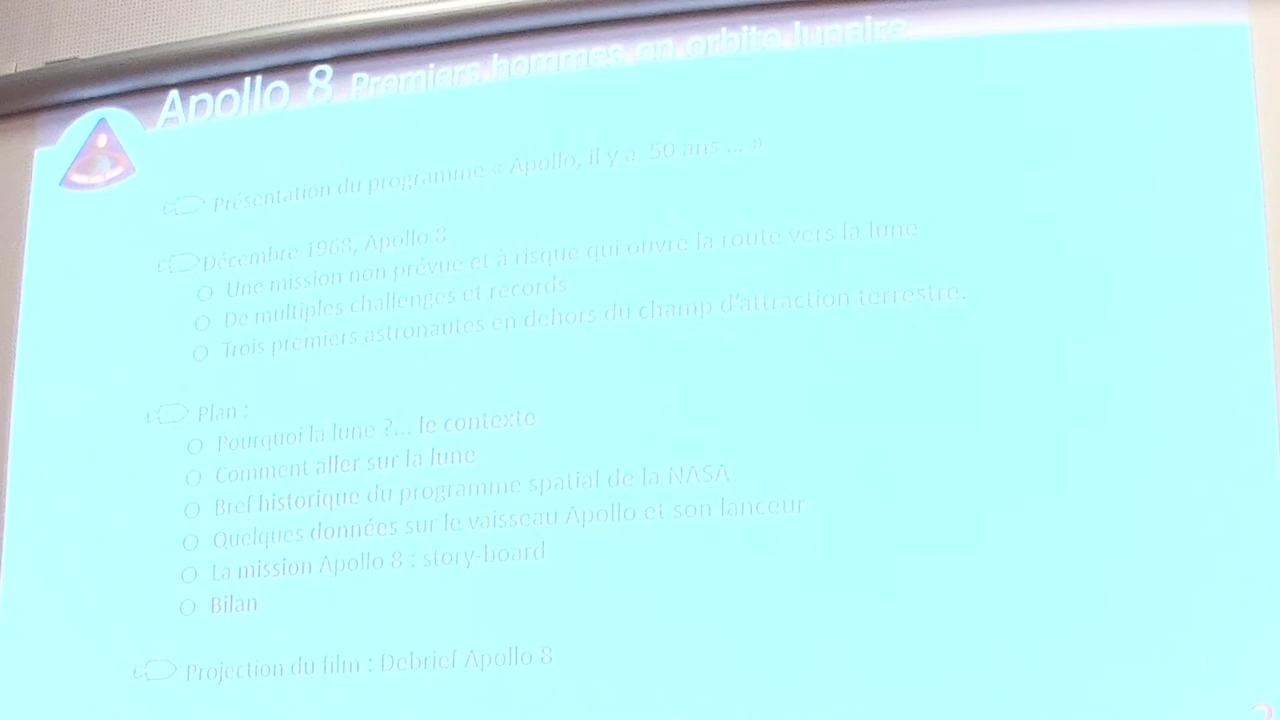 Apollo 8 Premiers hommes en orbite lunaire
Présentation du programme « Apollo, il y a 50 ans ... »
Décembre 1968, Apollo 8
Une mission non prévue et à risque qui ouvre la route vers la lune
De multiples challenges et records
Trois premiers astronautes en dehors du champ d'attraction terrestre.
Plan :
Pourquoi la lune ?... le contexte
Comment aller sur la lune
Bref historique du programme spatial de la NASA
Quelques données sur le vaisseau Apollo et son lanceur
La mission Apollo 8 : story-board
Bilan
Projection du film : Debrief Apollo 8